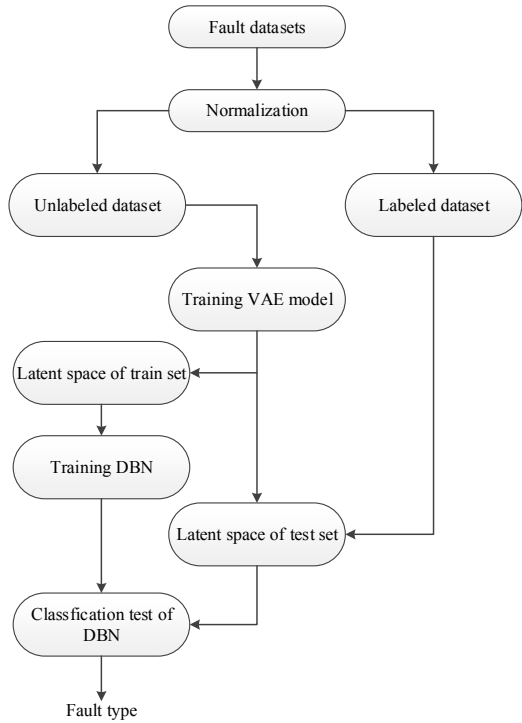 Fault datasets
Normalization
Unlabeled dataset
Labeled dataset
Training VAE model
Latent space of train set
Training DBN
Latent space of test set
Classfication test of
DBN
Fault type